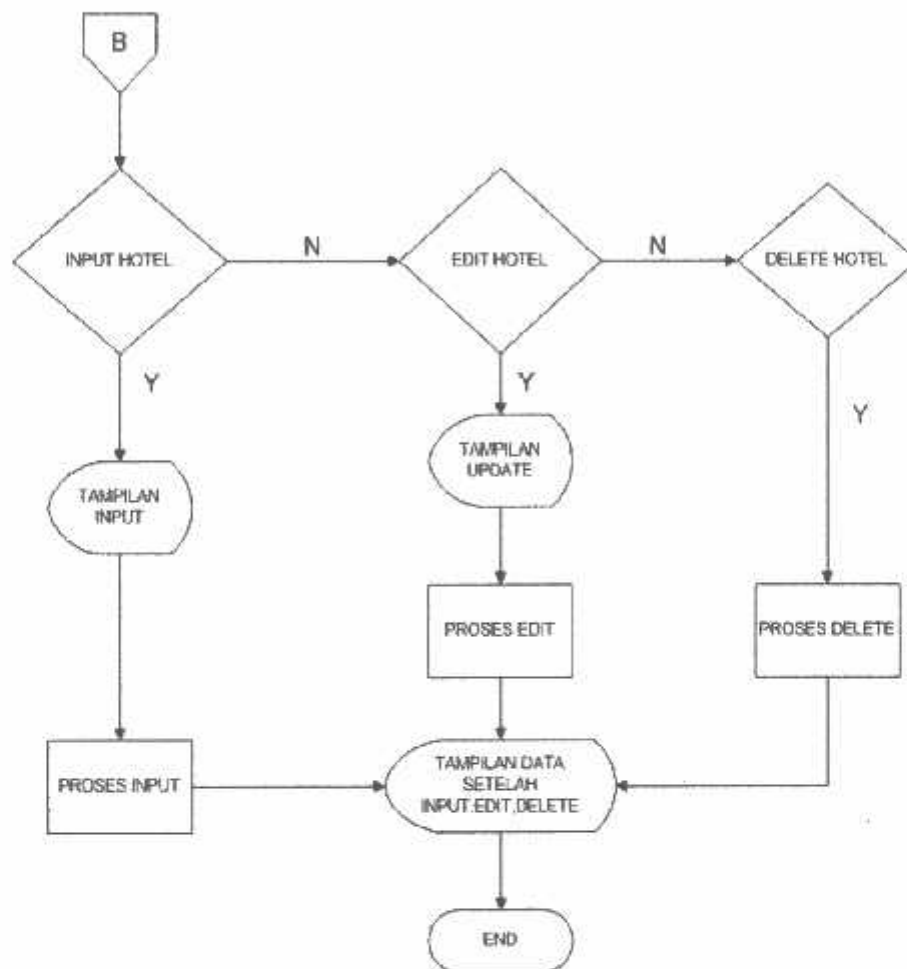 B
INPUT HOTEL
N
EDIT HOTEL
N
DELETE HOTEL
Y
Y
Y
TAMPILAN
UPDATE
TAMPILAN
INPUT
PROSES EDIT
PROSES DELETE
PROSES INPUT
TAMPILAN DATA
SETELAH
INPUT,EDIT,DELETE
END